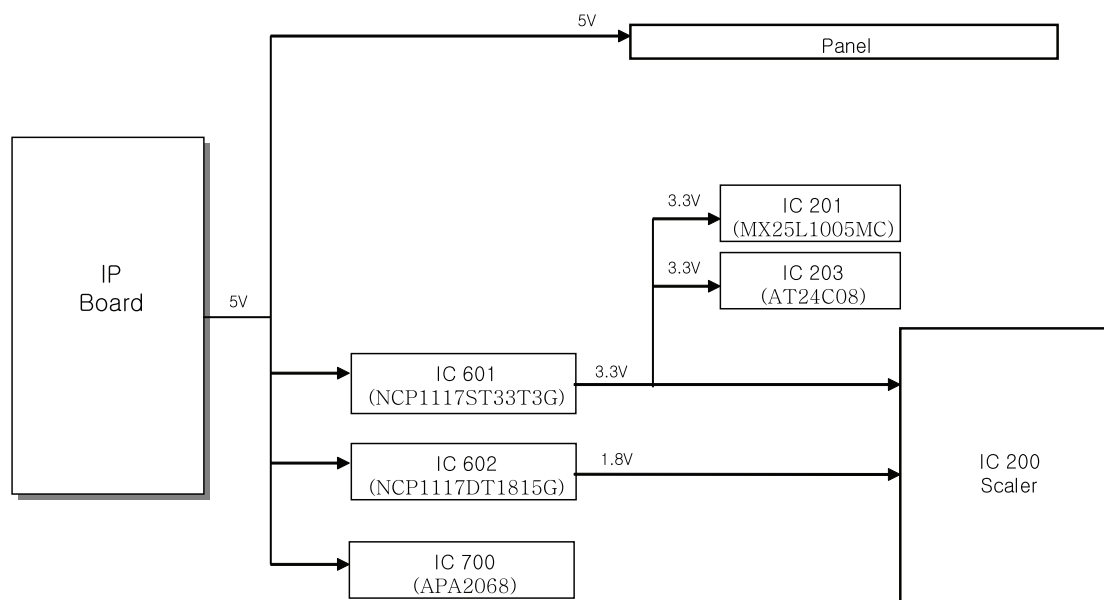 5V
Panel
3.3V
IC 201
(MX25L1005MC)
3.3V
IC 203
(AT24C08)
IP
Board
5V
IC 601
(NCP1117ST33T3G)
3.3V
IC 602
(NCP1117DT1815G)
1.8V
IC 200
Scaler
IC 700
(APA2068)